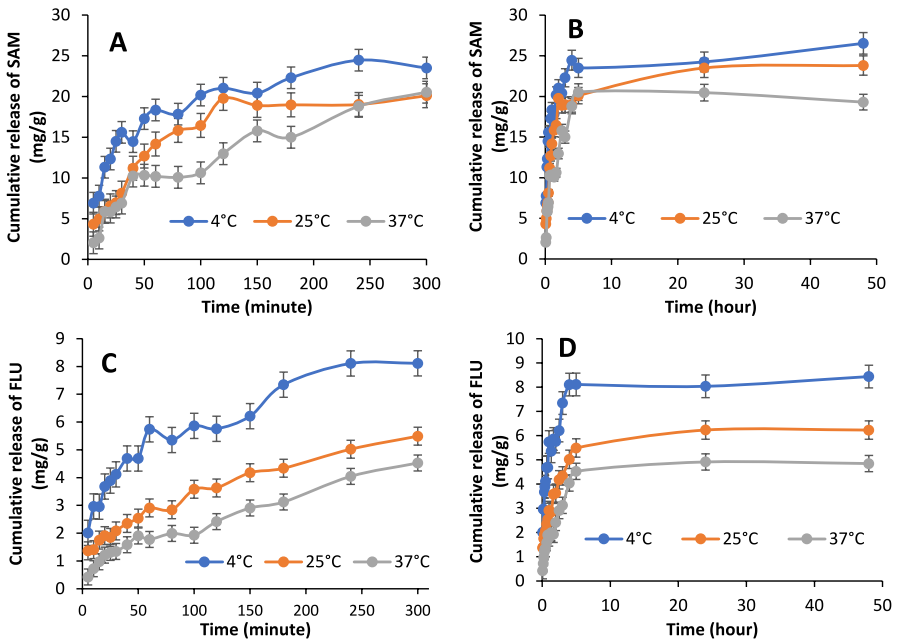 A
Cumulative release of SAM
(mg/g)
30
25
20
15
10
5
0
4°C 25°C 37°C
0 50 100 150 200 250 300
Time (minute)
B
Cumulative release of SAM
(mg/g)
30
25
20
15
10
5
0
4°C 25°C 37°C
0 10 20 30 40 50
Time (hour)
C
Cumulative release of FLU
(mg/g)
9
8
7
6
5
4
3
2
1
0
4°C 25°C 37°C
0 50 100 150 200 250 300
Time (minute)
D
Cumulative release of FLU
(mg/g)
10
9
8
7
6
5
4
3
2
1
0
4°C 25°C 37°C
0 10 20 30 40 50
Time (hour)